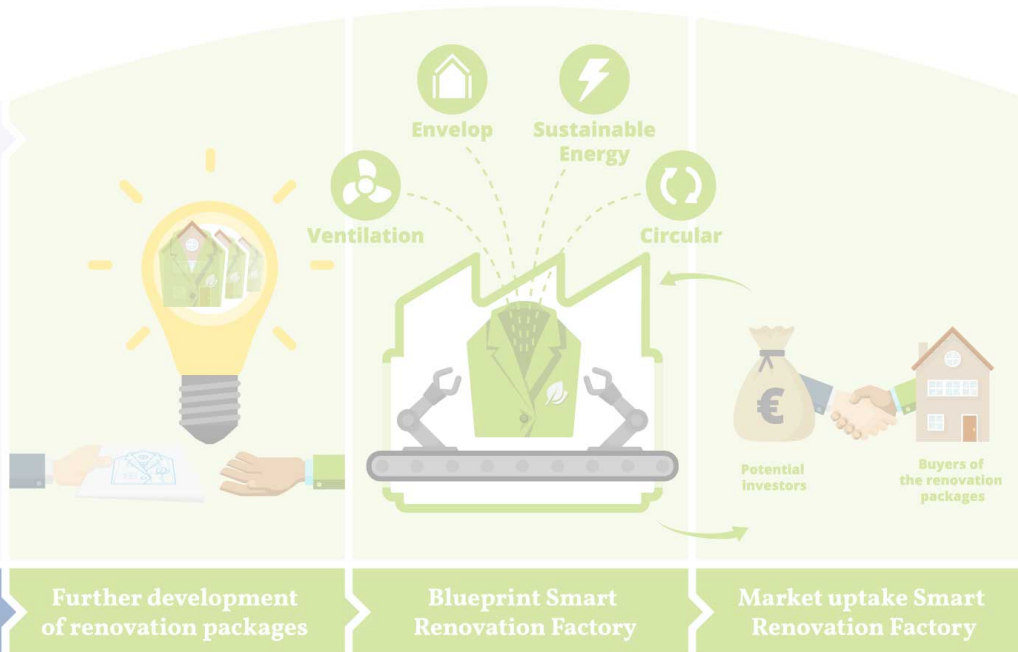 Envelop
Sustainable
Energy
Ventilation
Circular
€
Potential
investors
Buyers of
the renovation
packages
Further development
of renovation packages
Blueprint Smart
Renovation Factory
Market uptake Smart
Renovation Factory